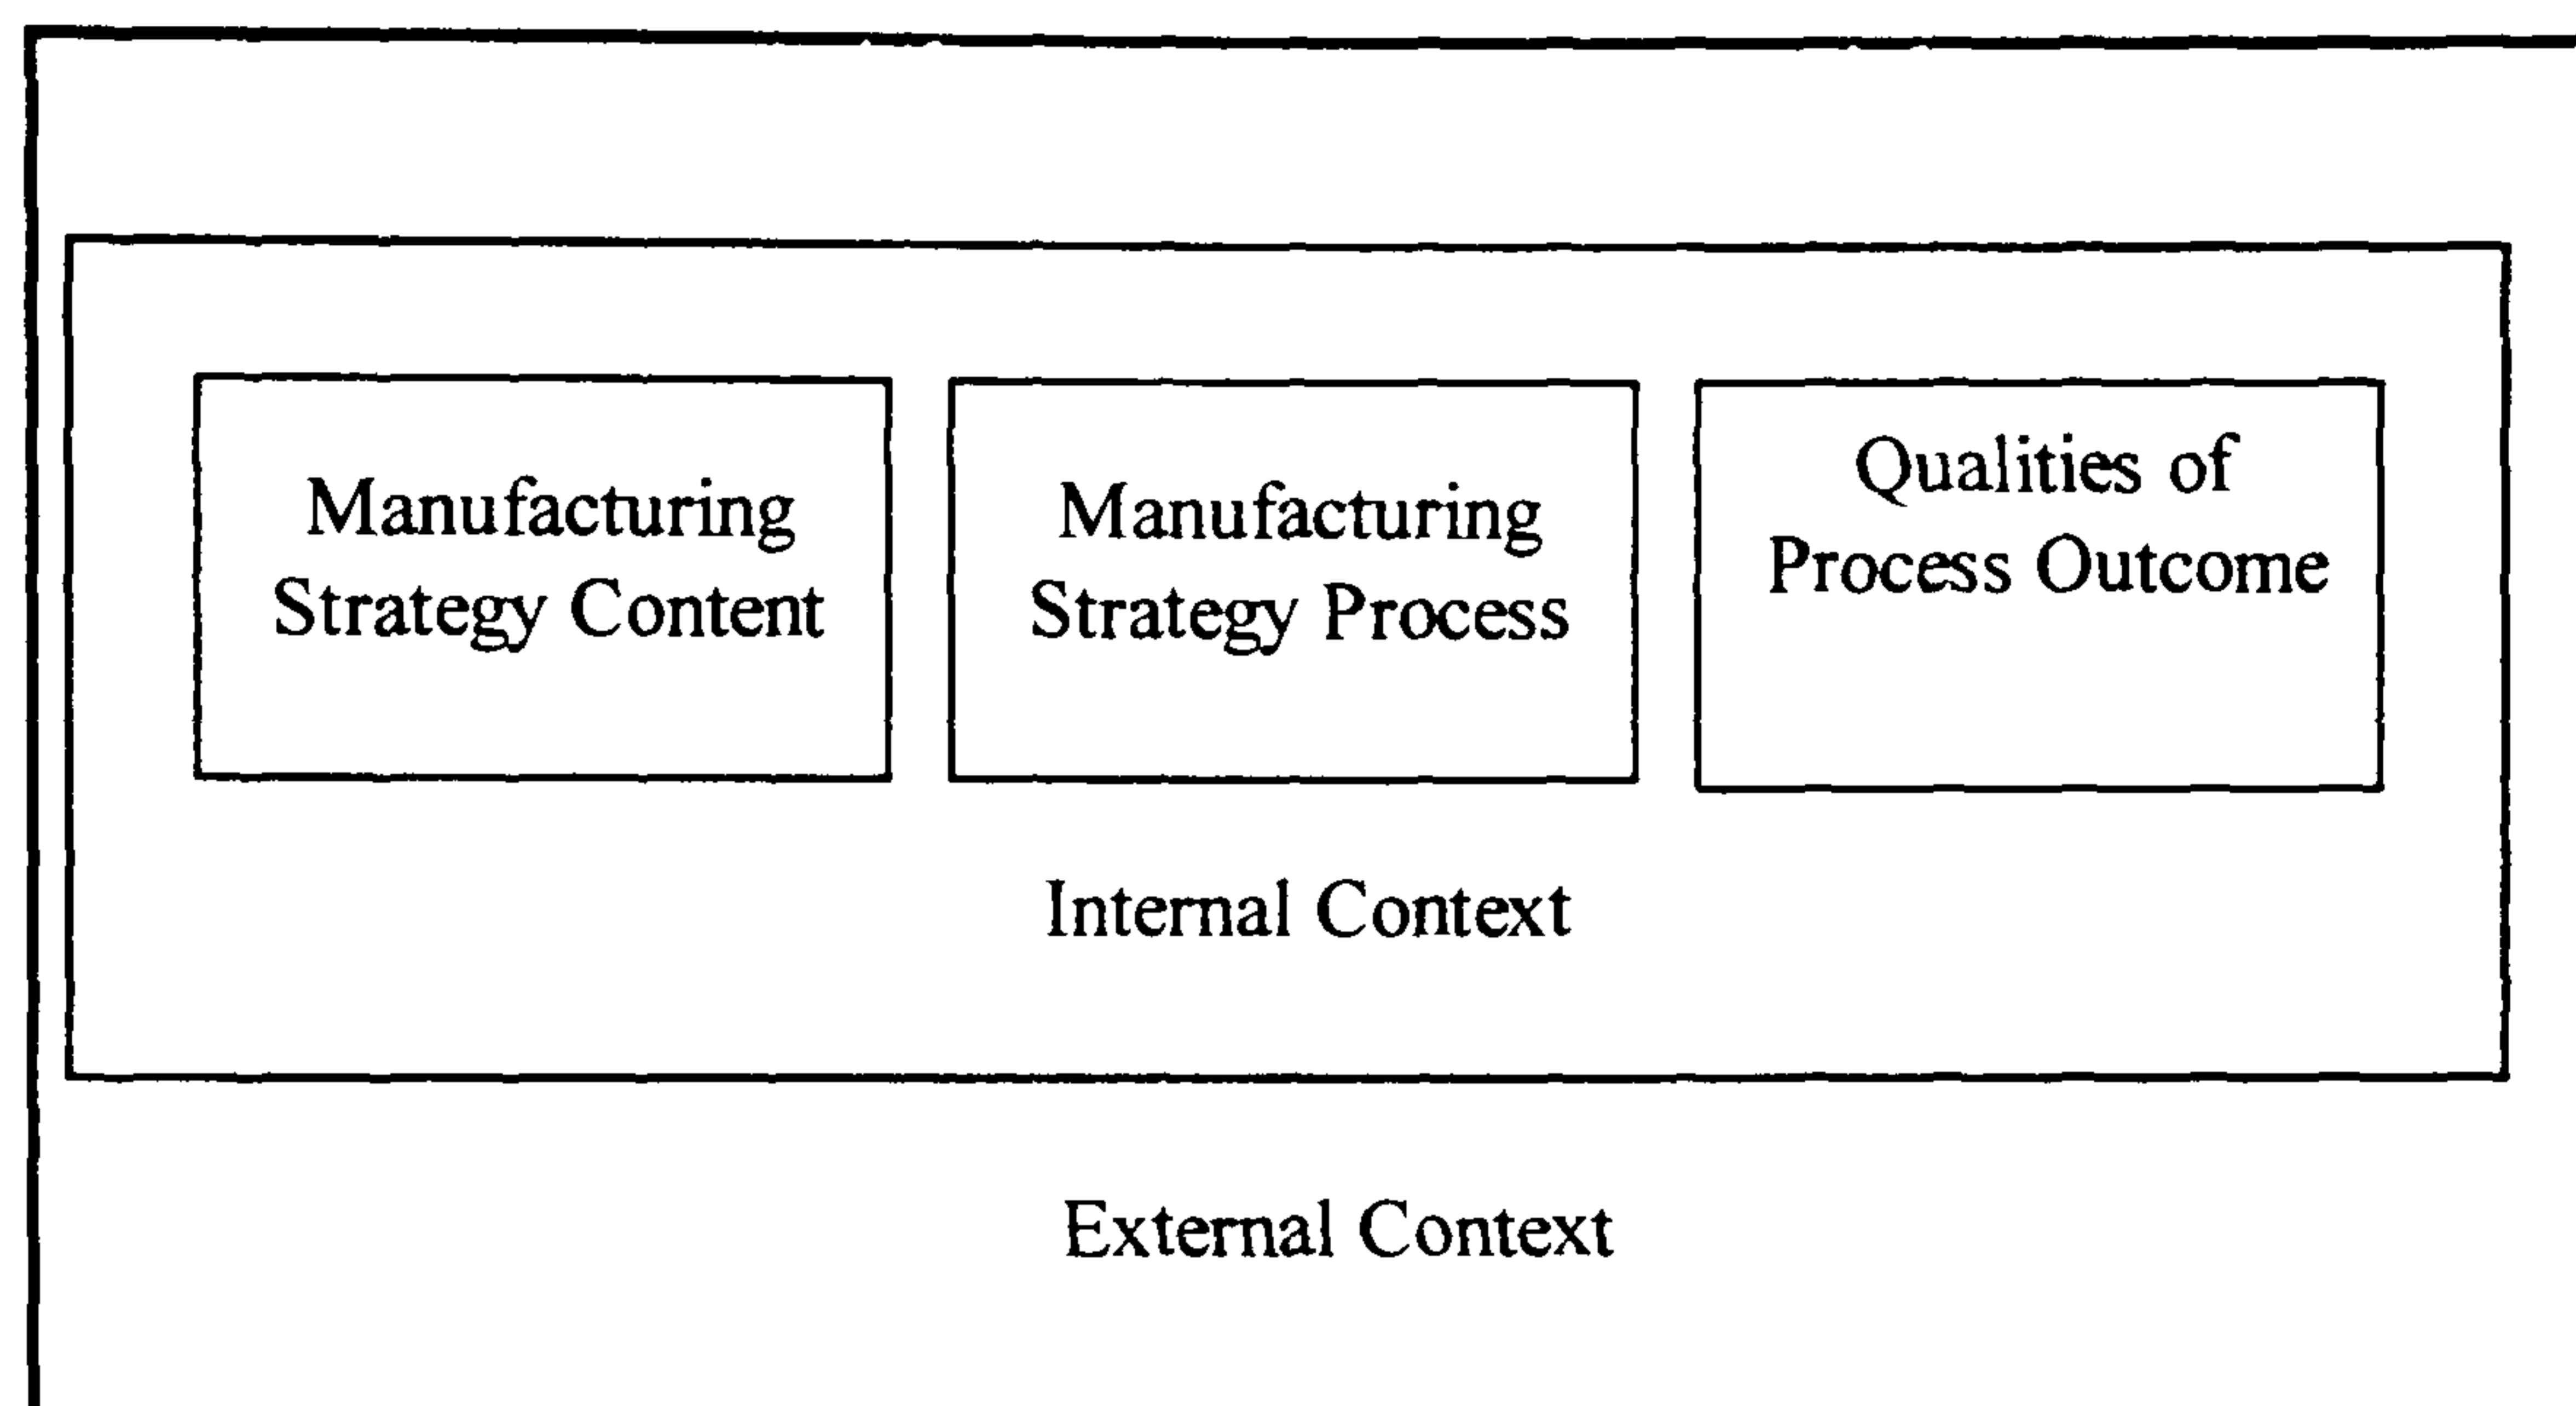 Manufacturing
Strategy Content
Manufacturing
Strategy Process
Qualities of
Process Outcome
Internal Context
External Context